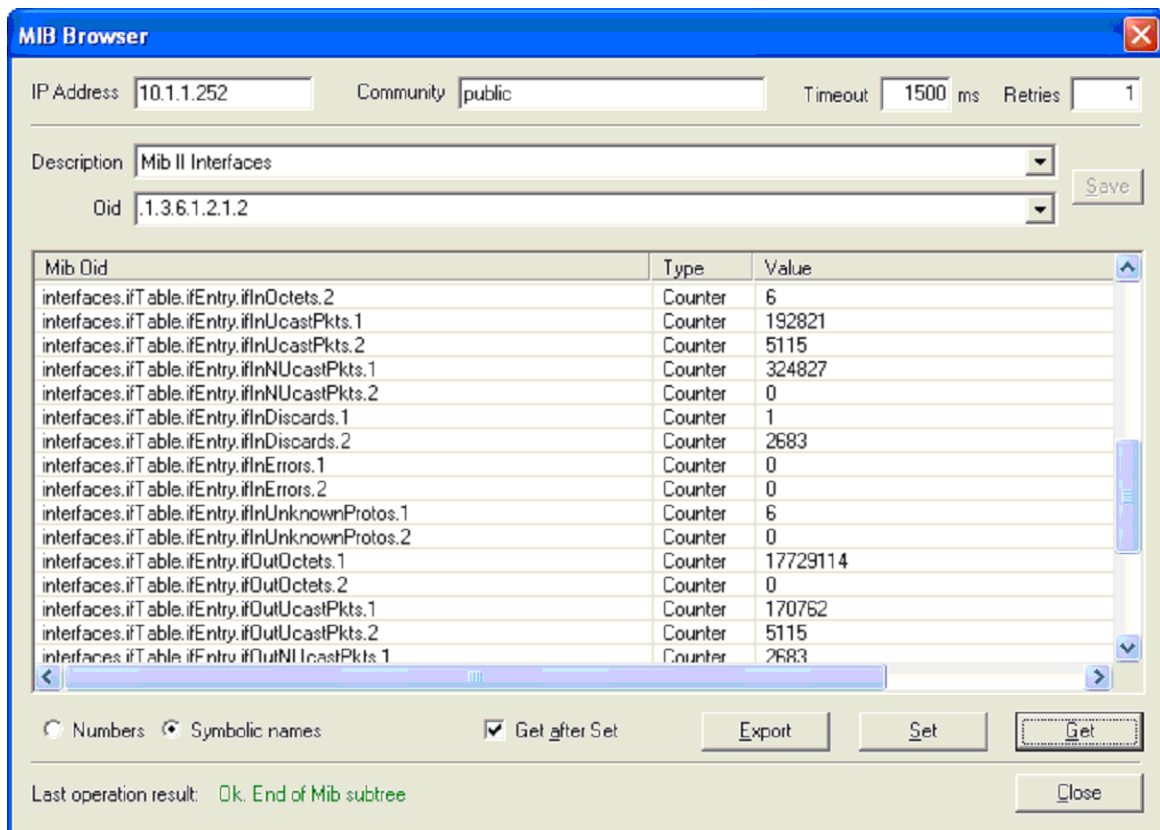 MIB Browser
IP Address 10.1.1.252 Community public Timeout 1500 ms Retries 1
Description Mib II Interfaces
Save
Oid .1.3.6.1.2.1.2
Mib Oid Type Value
interfaces.ifTable.ifEntry.ifInOctets.2 Counter 6
interfaces.ifTable.ifEntry.ifInUcastPkts.1 Counter 192821
interfaces.ifTable.ifEntry.ifInUcastPkts.2 Counter 5115
interfaces.ifTable.ifEntry.ifInNUcastPkts.1 Counter 324827
interfaces.ifTable.ifEntry.ifInNUcastPkts.2 Counter 0
interfaces.ifTable.ifEntry.ifInDiscards.1 Counter 1
interfaces.ifTable.ifEntry.ifInDiscards.2 Counter 2683
interfaces.ifTable.ifEntry.ifInErrors.1 Counter 0
interfaces.ifTable.ifEntry.ifInErrors.2 Counter 0
interfaces.ifTable.ifEntry.ifInUnknownProtos.1 Counter 6
interfaces.ifTable.ifEntry.ifInUnknownProtos.2 Counter 0
interfaces.ifTable.ifEntry.ifOutOctets.1 Counter 17729114
interfaces.ifTable.ifEntry.ifOutOctets.2 Counter 0
interfaces.ifTable.ifEntry.ifOutUcastPkts.1 Counter 170762
interfaces.ifTable.ifEntry.ifOutUcastPkts.2 Counter 5115
interfaces.ifTable.ifEntry.ifOutNUcastPkts.1 Counter 2683
Numbers Symbolic names Get after Set Export Set Get
Last operation result: Ok. End of Mib subtree Close